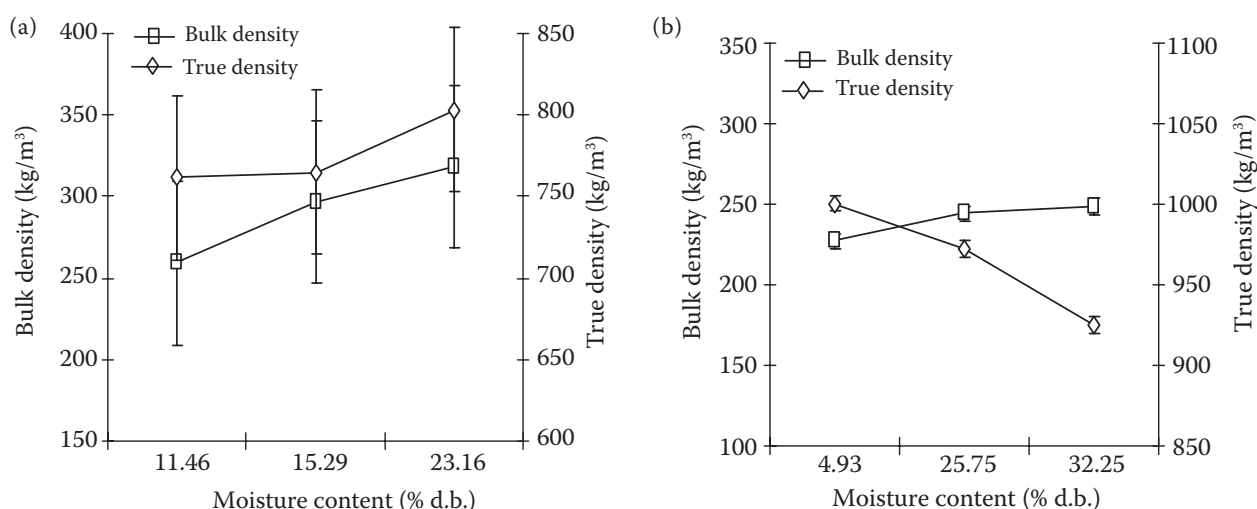 (a)
Bulk density
True density
400
350
300
250
200
150
850
800
750
700
650
600
Bulk density (kg/m³)
True density (kg/m³)
11.46 15.29 23.16
Moisture content (% d.b.)
(b)
Bulk density
True density
350
300
250
200
150
100
1100
1050
1000
950
900
850
Bulk density (kg/m³)
True density (kg/m³)
4.93 25.75 32.25
Moisture content (% d.b.)